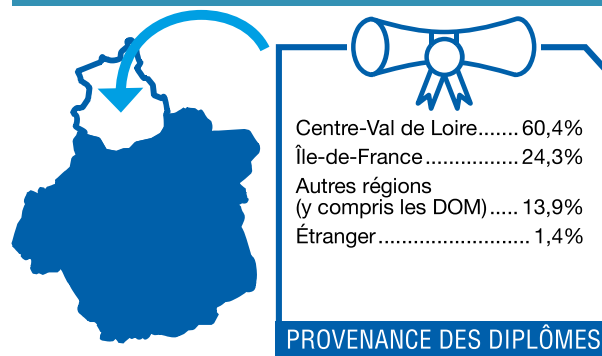 Centre-Val de Loire....... 60,4%
Île-de-France ................ 24,3%
Autres régions
(y compris les DOM)..... 13,9%
Étranger .......................... 1,4%
PROVENANCE DES DIPLÔMES